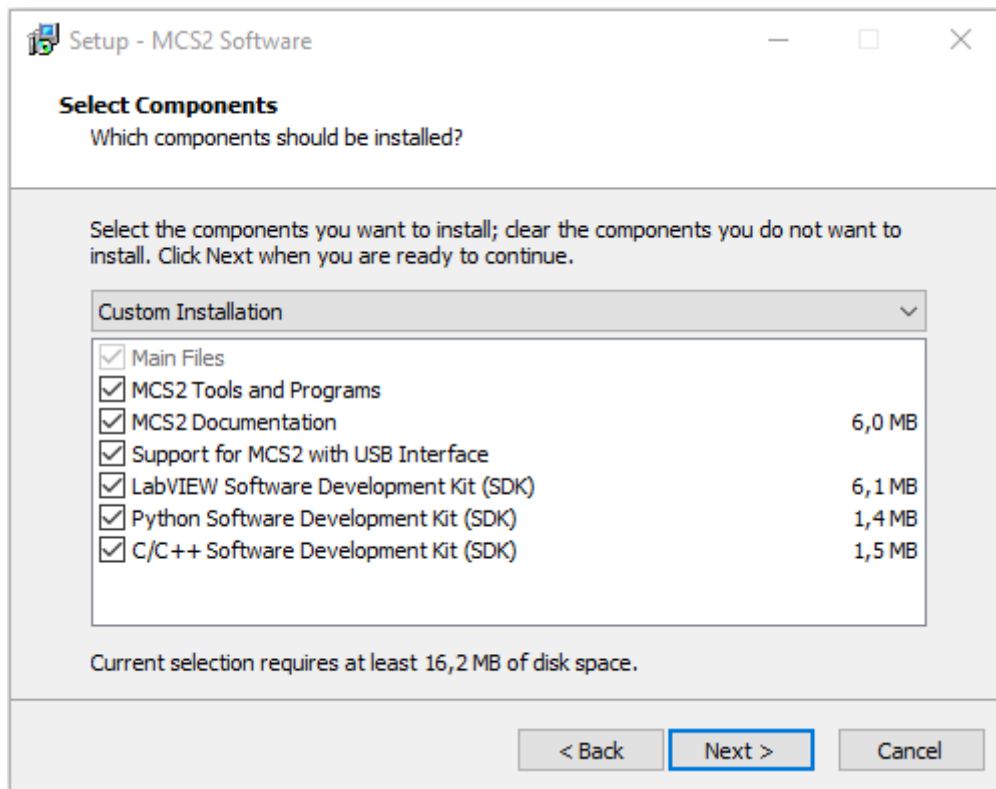 Setup - MCS2 Software
Select Components
Which components should be installed?
Select the components you want to install; clear the components you do not want to
install. Click Next when you are ready to continue.
Custom Installation
Main Files
MCS2 Tools and Programs
MCS2 Documentation 6,0 MB
Support for MCS2 with USB Interface
LabVIEW Software Development Kit (SDK) 6,1 MB
Python Software Development Kit (SDK) 1,4 MB
C/C++ Software Development Kit (SDK) 1,5 MB
Current selection requires at least 16,2 MB of disk space.
< Back Next > Cancel